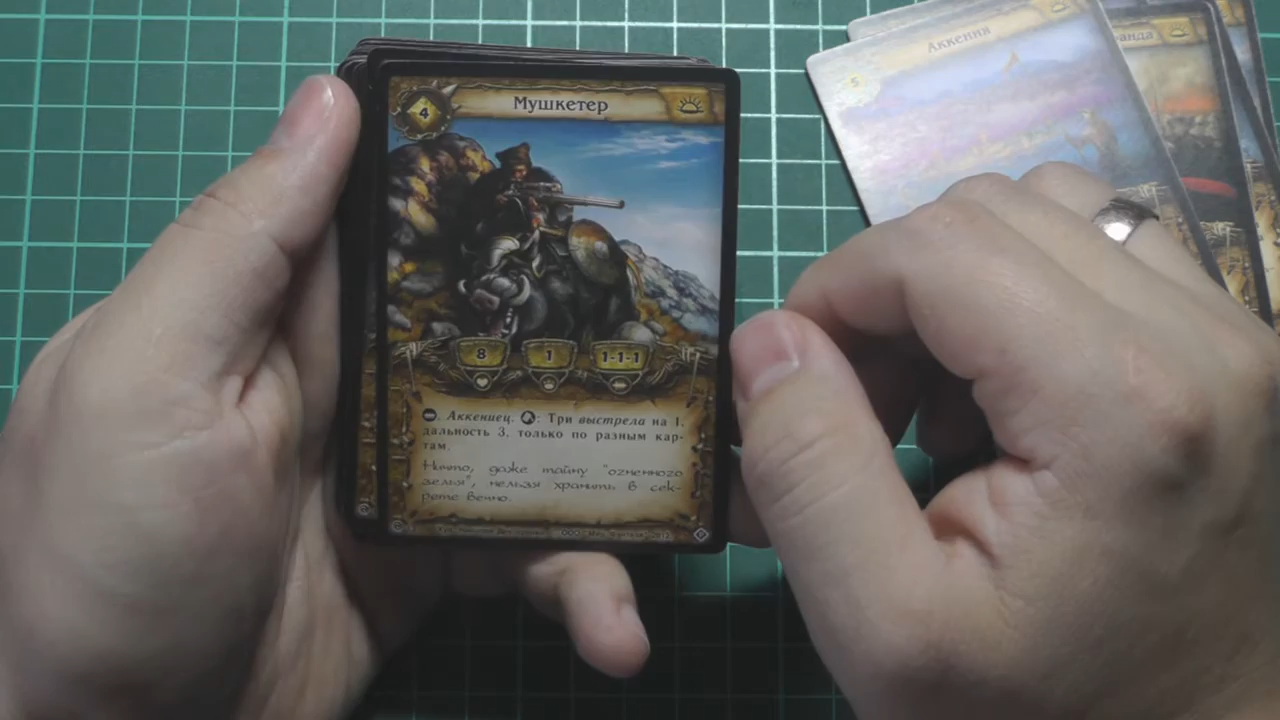 Мушкетер
4
8 1 1-1-1
Аккениец. : Три выстрела на 1,
дальность 3, только по разным кар-
там.
Ничто, даже тайну "огненного
зелья", нельзя хранить в сек-
рете вечно.
Аккения
5